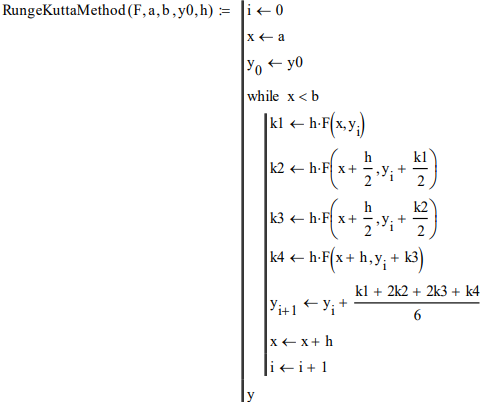 RungeKuttaMethod(F,a,b,y0,h) := i ← 0
x ← a
y₀ ← y0
while x < b
k1 ← h·F(x,yᵢ)
k2 ← h·F(x + h/2, yᵢ + k1/2)
k3 ← h·F(x + h/2, yᵢ + k2/2)
k4 ← h·F(x + h, yᵢ + k3)
yᵢ₊₁ ← yᵢ + (k1 + 2k2 + 2k3 + k4)/6
x ← x + h
i ← i + 1
y